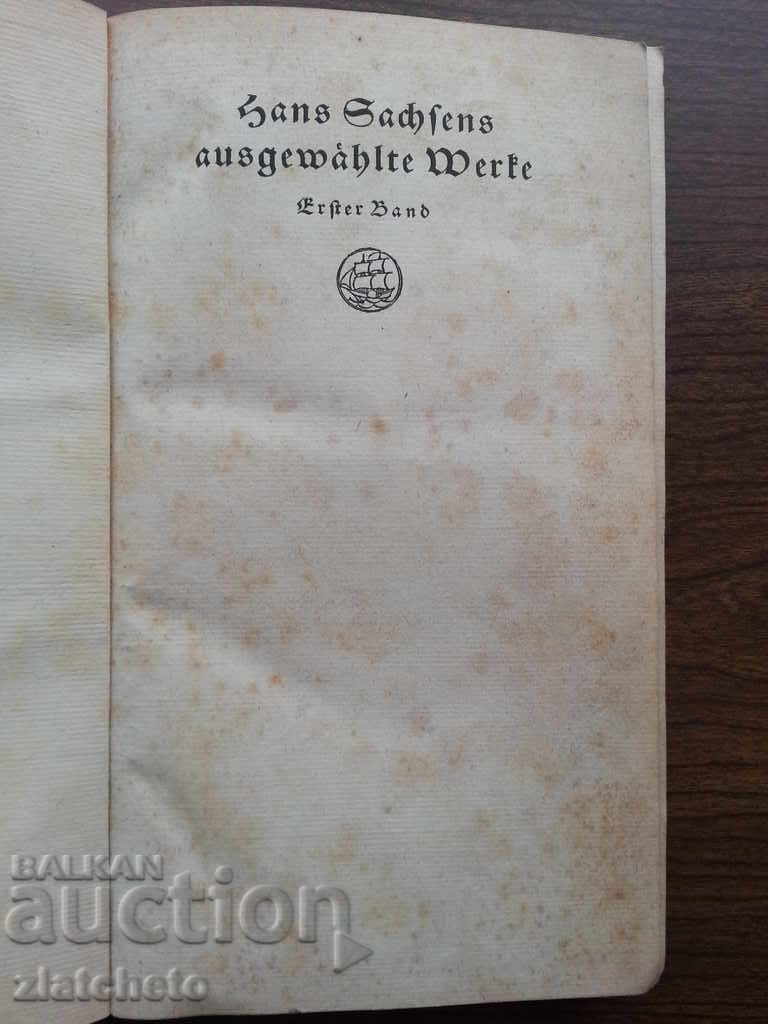 Hans Sachsens
ausgewählte Werke
Erster Band
BALKAN
auction
zlatcheto